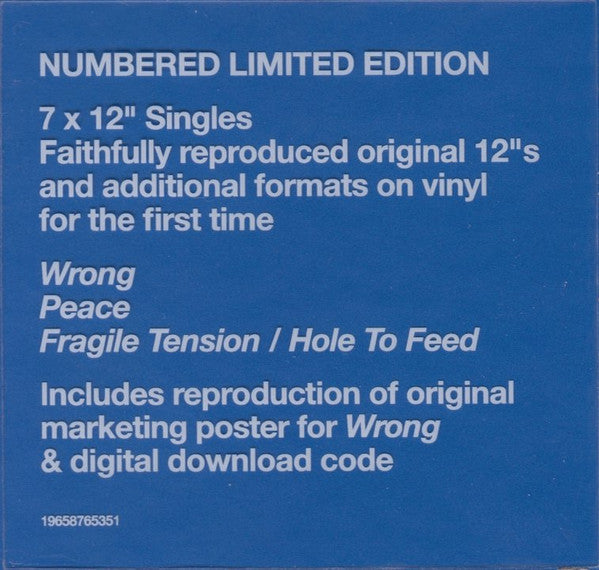 NUMBERED LIMITED EDITION
7 x 12" Singles
Faithfully reproduced original 12"s
and additional formats on vinyl
for the first time
Wrong
Peace
Fragile Tension / Hole To Feed
Includes reproduction of original
marketing poster for Wrong
& digital download code
19658765351